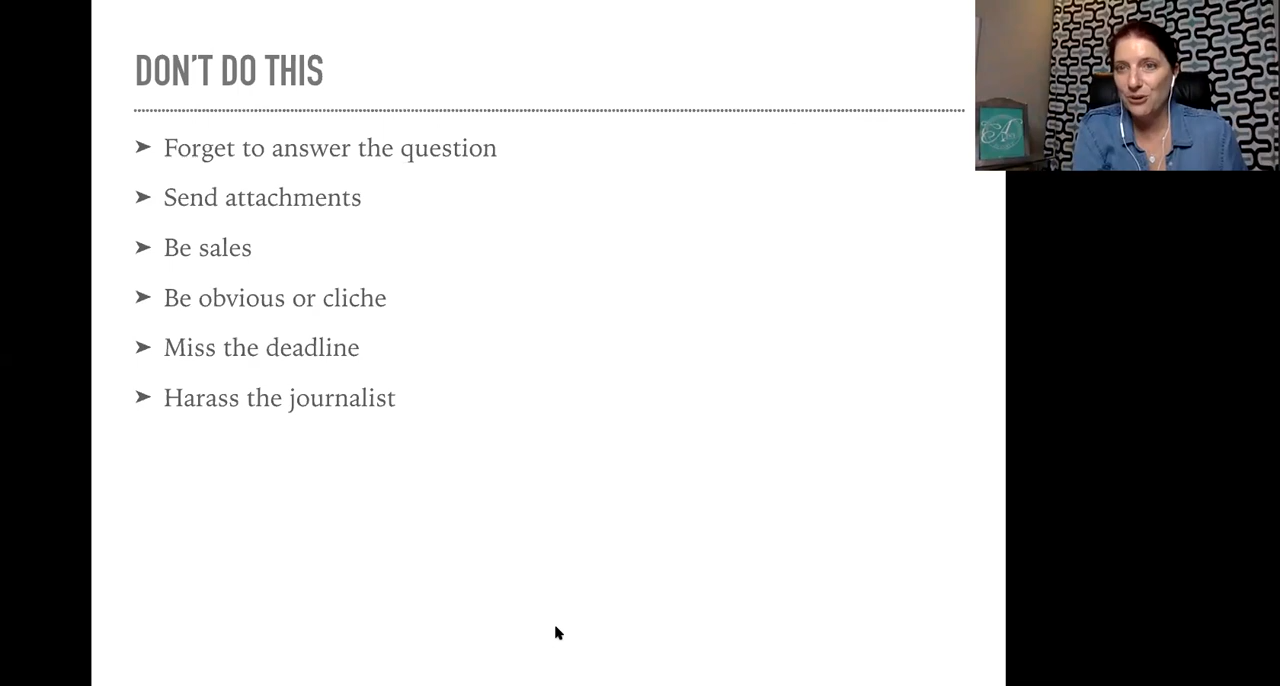 DON'T DO THIS
➤ Forget to answer the question
➤ Send attachments
➤ Be sales
➤ Be obvious or cliche
➤ Miss the deadline
➤ Harass the journalist